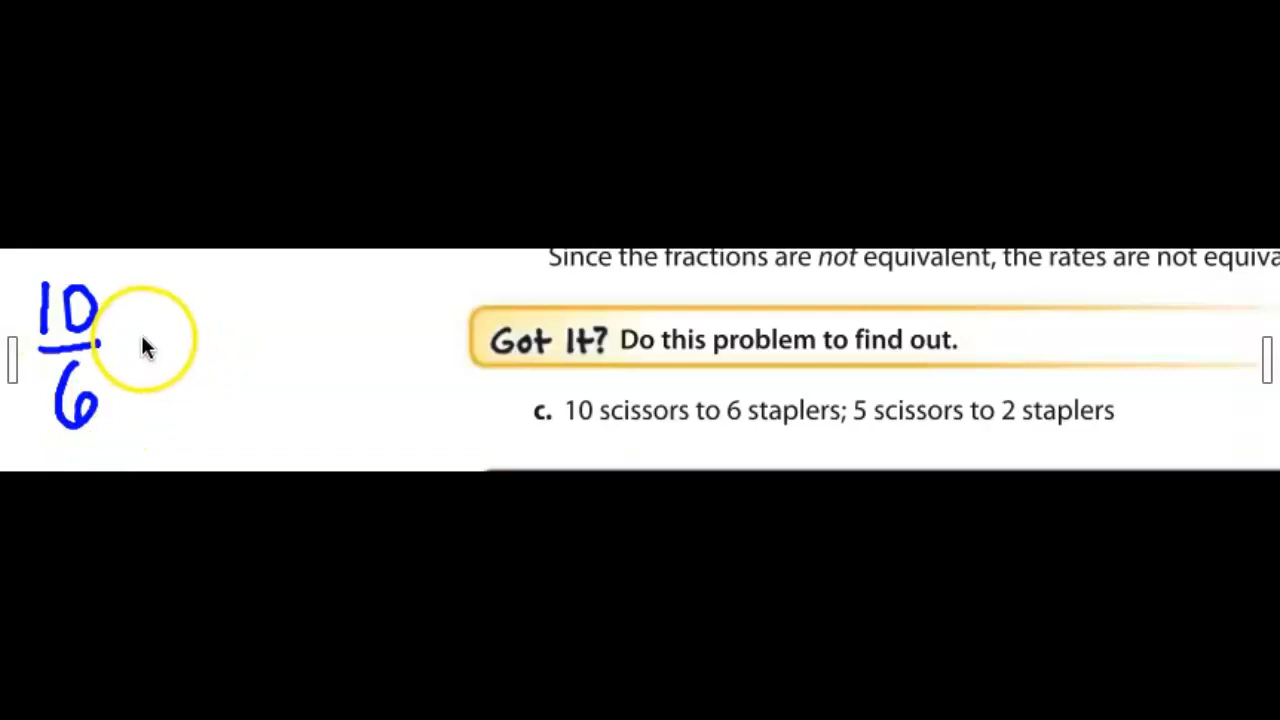 10
6
Since the fractions are not equivalent, the rates are not equiva
Got It? Do this problem to find out.
c. 10 scissors to 6 staplers; 5 scissors to 2 staplers